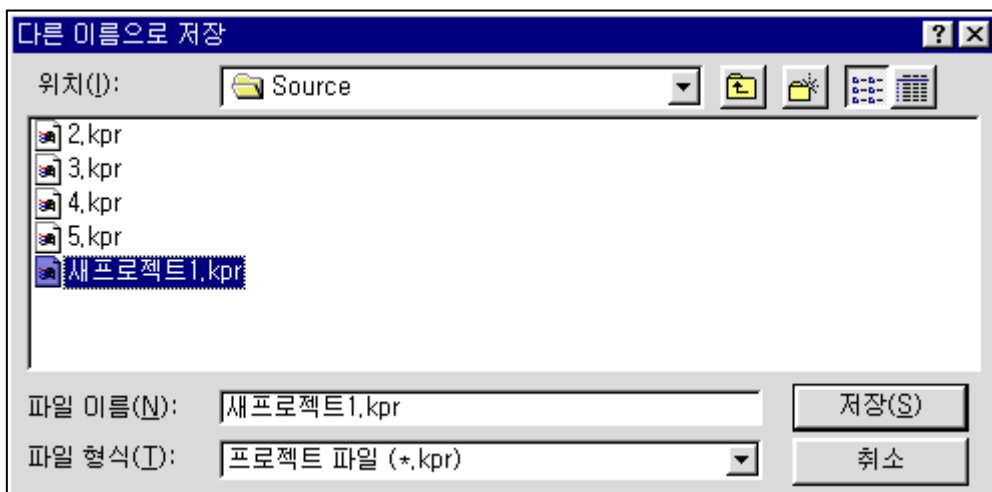 다른 이름으로 저장
위치(I): Source
2.kpr
3.kpr
4.kpr
5.kpr
새프로젝트1.kpr
파일 이름(N): 새프로젝트1.kpr 저장(S)
파일 형식(T): 프로젝트 파일 (*.kpr) 취소